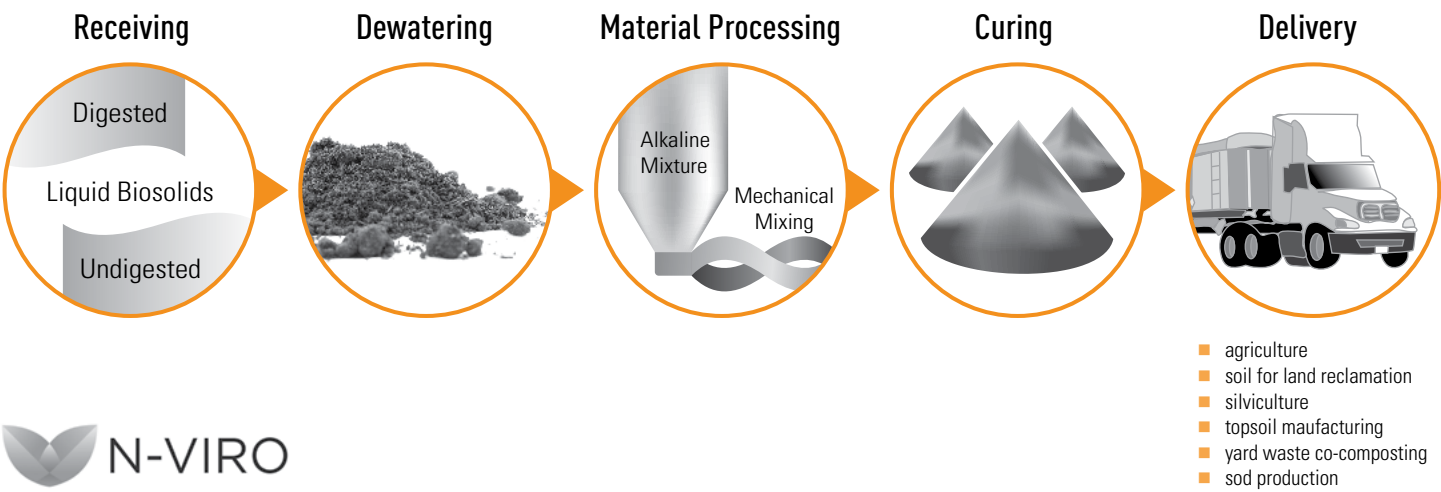 Receiving
Dewatering
Material Processing
Curing
Delivery
Digested
Liquid Biosolids
Undigested
Alkaline
Mixture
Mechanical
Mixing
agriculture
soil for land reclamation
silviculture
topsoil maufacturing
yard waste co-composting
sod production
N-VIRO